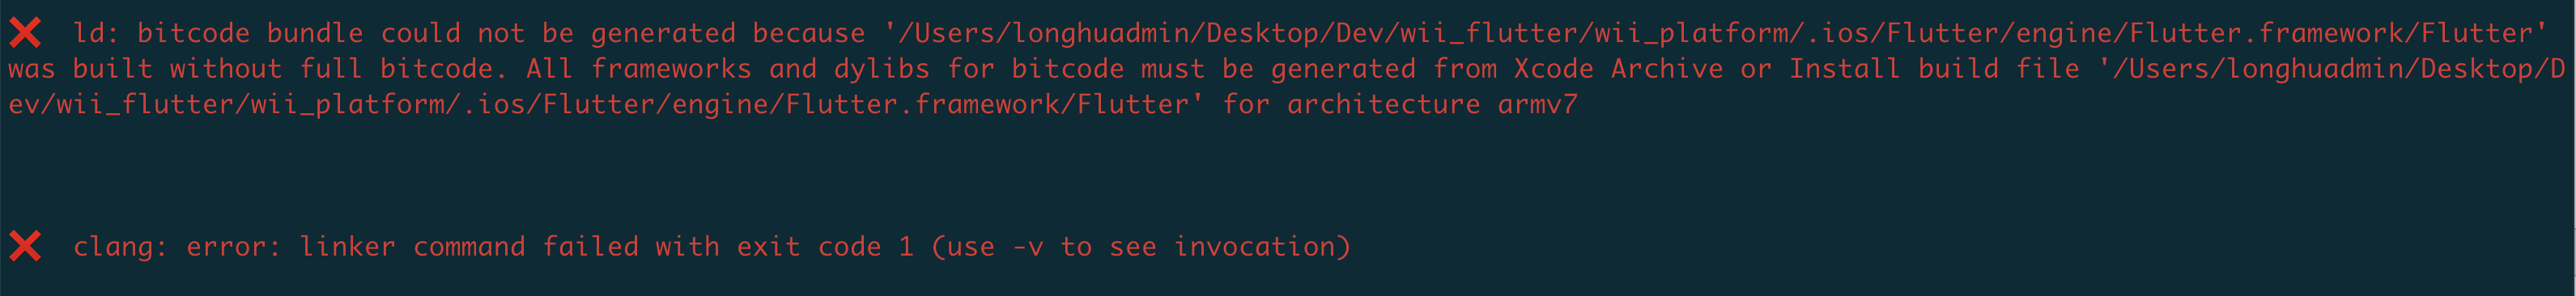 ❌ ld: bitcode bundle could not be generated because '/Users/longhuadmin/Desktop/Dev/wii_flutter/wii_platform/.ios/Flutter/engine/Flutter.framework/Flutter'
was built without full bitcode. All frameworks and dylibs for bitcode must be generated from Xcode Archive or Install build file '/Users/longhuadmin/Desktop/D
ev/wii_flutter/wii_platform/.ios/Flutter/engine/Flutter.framework/Flutter' for architecture armv7
❌ clang: error: linker command failed with exit code 1 (use -v to see invocation)